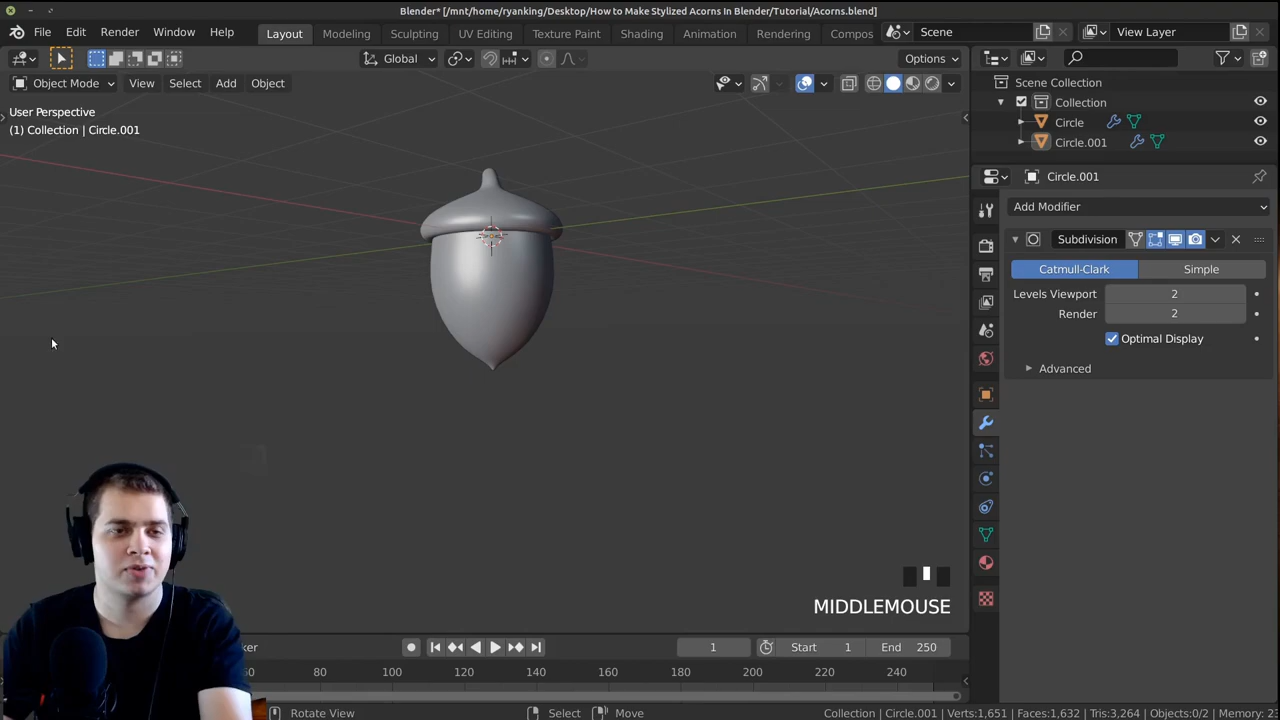 Blender* [/mnt/home/ryanking/Desktop/How to Make Stylized Acorns In Blender/Tutorial/Acorns.blend]
File Edit Render Window Help Layout Modeling Sculpting UV Editing Texture Paint Shading Animation Rendering Compos Scene View Layer
Global Options
Object Mode View Select Add Object
Scene Collection
Collection
Circle
Circle.001
User Perspective
(1) Collection | Circle.001
Circle.001
Add Modifier
Subdivision
Catmull-Clark Simple
Levels Viewport 2
Render 2
Optimal Display
Advanced
MIDDLEMOUSE
ker 1 Start 1 End 250
80 100 120 140 160 180 200 220 240
Rotate View Select Move Collection | Circle.001 Verts:1,651 | Faces:1,632 | Tris:3,264 | Objects:0/2 | Memory: 2